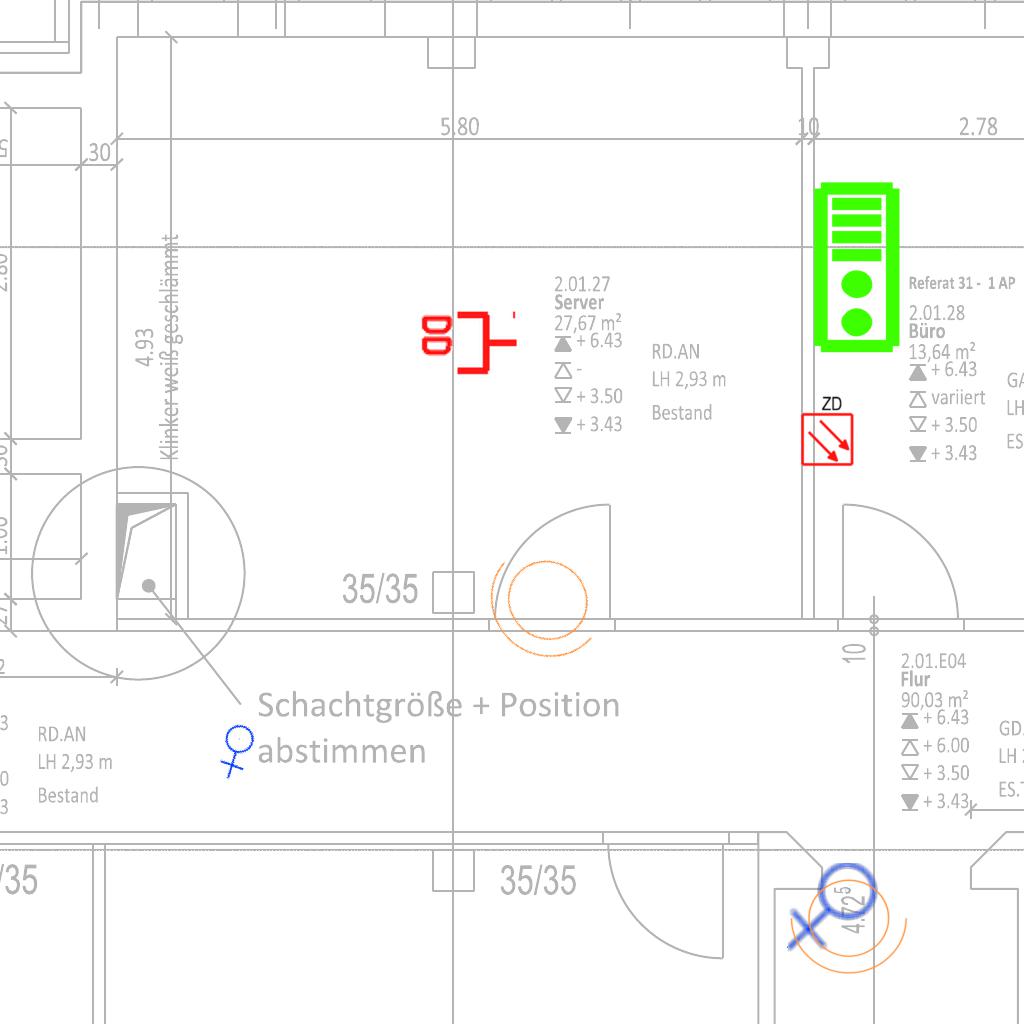 5.80
10
2.78
30
2.80
4.93
Klinker weiß geschlämmt
2.01.27
Server
27,67 m²
+ 6.43
-
+ 3.50
+ 3.43
RD.AN
LH 2,93 m
Bestand
Referat 31 - 1 AP
2.01.28
Büro
13,64 m²
+ 6.43
variiert
+ 3.50
+ 3.43
GA
LH
ES.
ZD
35/35
10
2.01.E04
Flur
90,03 m²
+ 6.43
+ 6.00
+ 3.50
+ 3.43
GD.
LH 2
ES.T
Schachtgröße + Position
abstimmen
RD.AN
LH 2,93 m
Bestand
/35
35/35
4.72⁵